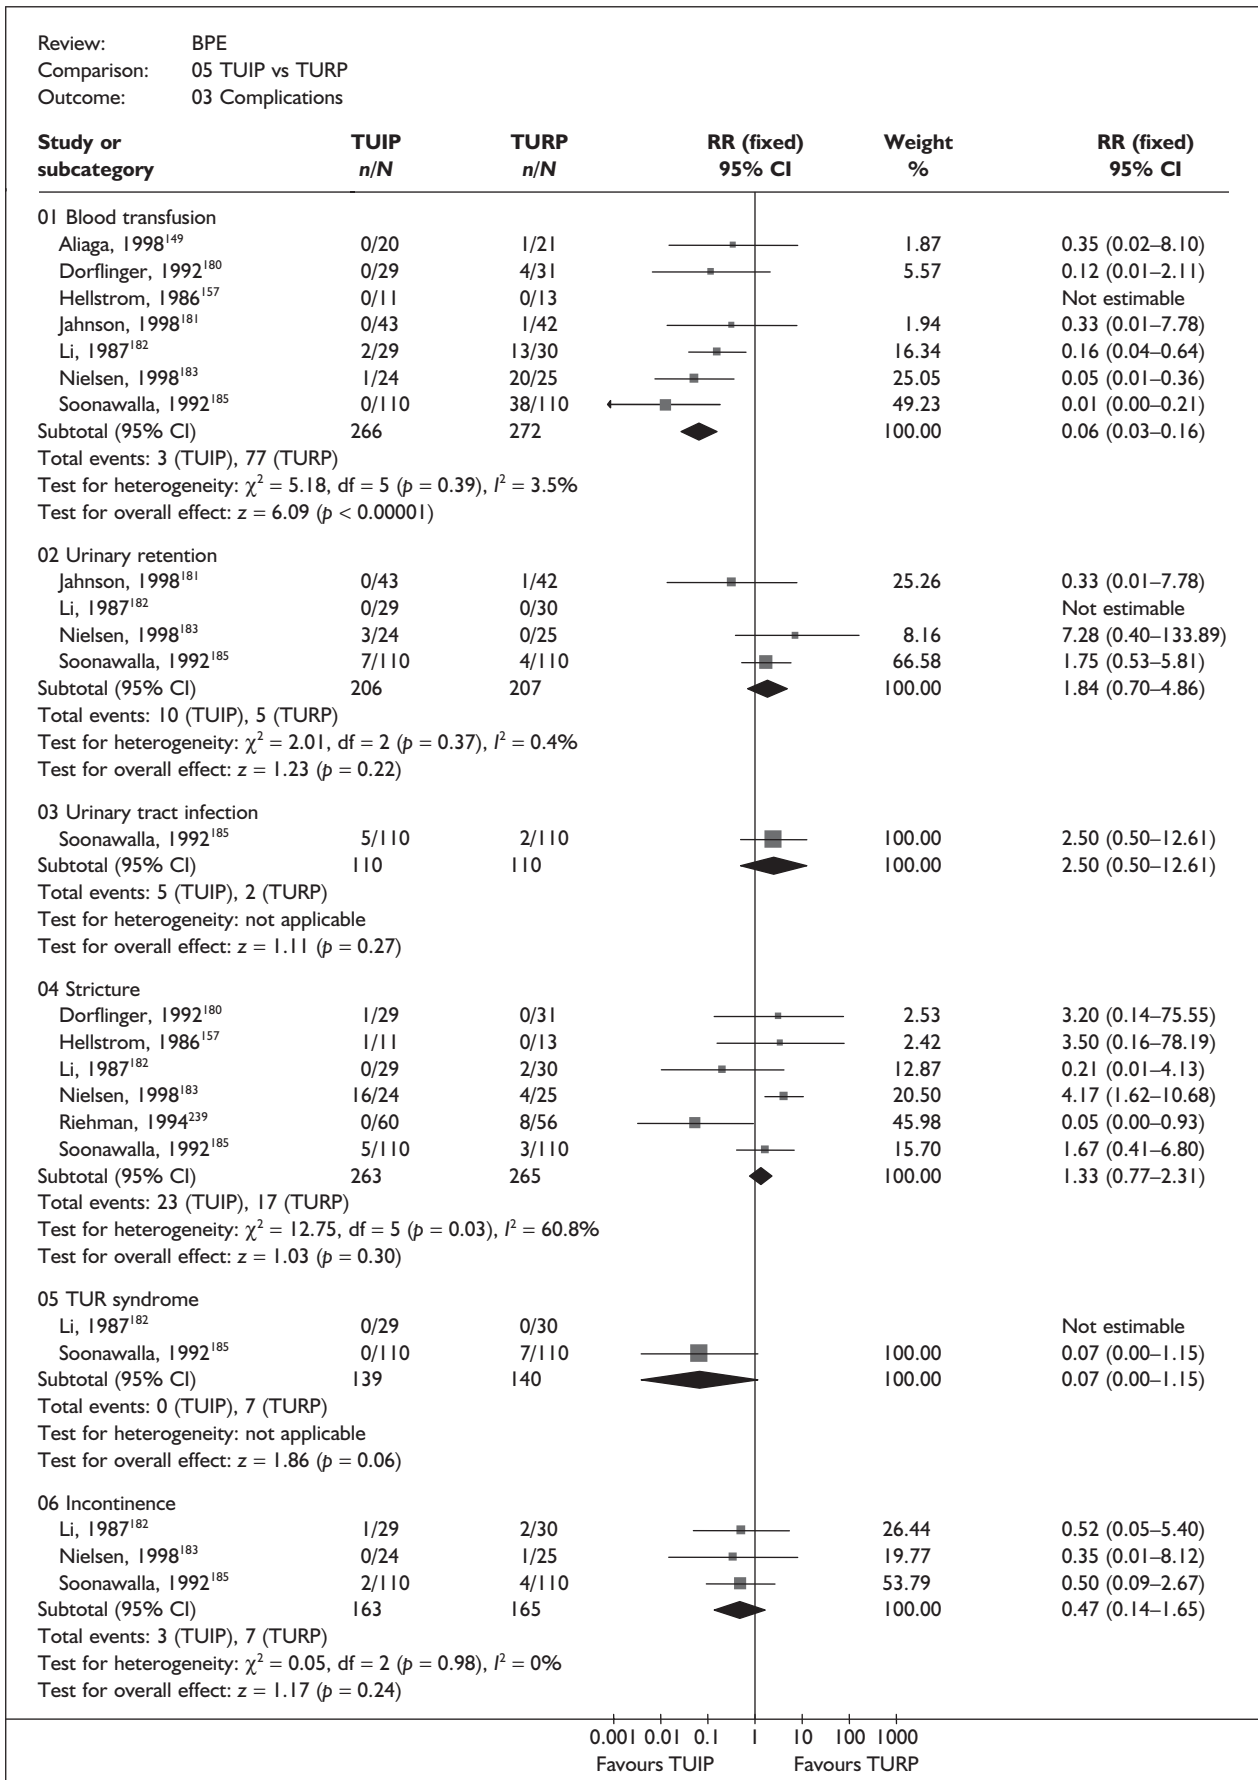 Review: BPE
Comparison: 05 TUIP vs TURP
Outcome: 03 Complications
Study or TUIP TURP RR (fixed) Weight RR (fixed)
subcategory n/N n/N 95% CI % 95% CI
01 Blood transfusion
Aliaga, 1998¹⁴⁹ 0/20 1/21 1.87 0.35 (0.02–8.10)
Dorflinger, 1992¹⁸⁰ 0/29 4/31 5.57 0.12 (0.01–2.11)
Hellstrom, 1986¹⁵⁷ 0/11 0/13 Not estimable
Jahnson, 1998¹⁸¹ 0/43 1/42 1.94 0.33 (0.01–7.78)
Li, 1987¹⁸² 2/29 13/30 16.34 0.16 (0.04–0.64)
Nielsen, 1998¹⁸³ 1/24 20/25 25.05 0.05 (0.01–0.36)
Soonawalla, 1992¹⁸⁵ 0/110 38/110 49.23 0.01 (0.00–0.21)
Subtotal (95% CI) 266 272 100.00 0.06 (0.03–0.16)
Total events: 3 (TUIP), 77 (TURP)
Test for heterogeneity: χ² = 5.18, df = 5 (p = 0.39), I² = 3.5%
Test for overall effect: z = 6.09 (p < 0.00001)
02 Urinary retention
Jahnson, 1998¹⁸¹ 0/43 1/42 25.26 0.33 (0.01–7.78)
Li, 1987¹⁸² 0/29 0/30 Not estimable
Nielsen, 1998¹⁸³ 3/24 0/25 8.16 7.28 (0.40–133.89)
Soonawalla, 1992¹⁸⁵ 7/110 4/110 66.58 1.75 (0.53–5.81)
Subtotal (95% CI) 206 207 100.00 1.84 (0.70–4.86)
Total events: 10 (TUIP), 5 (TURP)
Test for heterogeneity: χ² = 2.01, df = 2 (p = 0.37), I² = 0.4%
Test for overall effect: z = 1.23 (p = 0.22)
03 Urinary tract infection
Soonawalla, 1992¹⁸⁵ 5/110 2/110 100.00 2.50 (0.50–12.61)
Subtotal (95% CI) 110 110 100.00 2.50 (0.50–12.61)
Total events: 5 (TUIP), 2 (TURP)
Test for heterogeneity: not applicable
Test for overall effect: z = 1.11 (p = 0.27)
04 Stricture
Dorflinger, 1992¹⁸⁰ 1/29 0/31 2.53 3.20 (0.14–75.55)
Hellstrom, 1986¹⁵⁷ 1/11 0/13 2.42 3.50 (0.16–78.19)
Li, 1987¹⁸² 0/29 2/30 12.87 0.21 (0.01–4.13)
Nielsen, 1998¹⁸³ 16/24 4/25 20.50 4.17 (1.62–10.68)
Riehman, 1994²³⁹ 0/60 8/56 45.98 0.05 (0.00–0.93)
Soonawalla, 1992¹⁸⁵ 5/110 3/110 15.70 1.67 (0.41–6.80)
Subtotal (95% CI) 263 265 100.00 1.33 (0.77–2.31)
Total events: 23 (TUIP), 17 (TURP)
Test for heterogeneity: χ² = 12.75, df = 5 (p = 0.03), I² = 60.8%
Test for overall effect: z = 1.03 (p = 0.30)
05 TUR syndrome
Li, 1987¹⁸² 0/29 0/30 Not estimable
Soonawalla, 1992¹⁸⁵ 0/110 7/110 100.00 0.07 (0.00–1.15)
Subtotal (95% CI) 139 140 100.00 0.07 (0.00–1.15)
Total events: 0 (TUIP), 7 (TURP)
Test for heterogeneity: not applicable
Test for overall effect: z = 1.86 (p = 0.06)
06 Incontinence
Li, 1987¹⁸² 1/29 2/30 26.44 0.52 (0.05–5.40)
Nielsen, 1998¹⁸³ 0/24 1/25 19.77 0.35 (0.01–8.12)
Soonawalla, 1992¹⁸⁵ 2/110 4/110 53.79 0.50 (0.09–2.67)
Subtotal (95% CI) 163 165 100.00 0.47 (0.14–1.65)
Total events: 3 (TUIP), 7 (TURP)
Test for heterogeneity: χ² = 0.05, df = 2 (p = 0.98), I² = 0%
Test for overall effect: z = 1.17 (p = 0.24)
0.001 0.01 0.1 1 10 100 1000
Favours TUIP Favours TURP